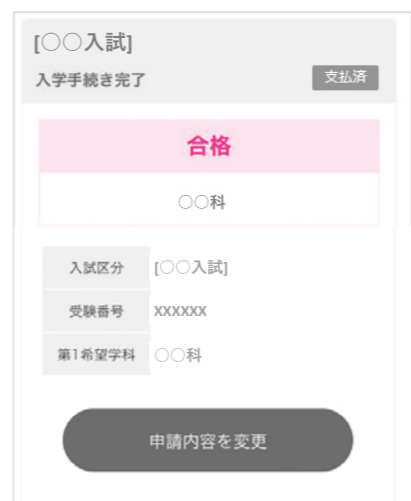 [○○入試]
入学手続き完了 支払済
合格
○○科
入試区分 [○○入試]
受験番号 XXXXXX
第1希望学科 ○○科
申請内容を変更